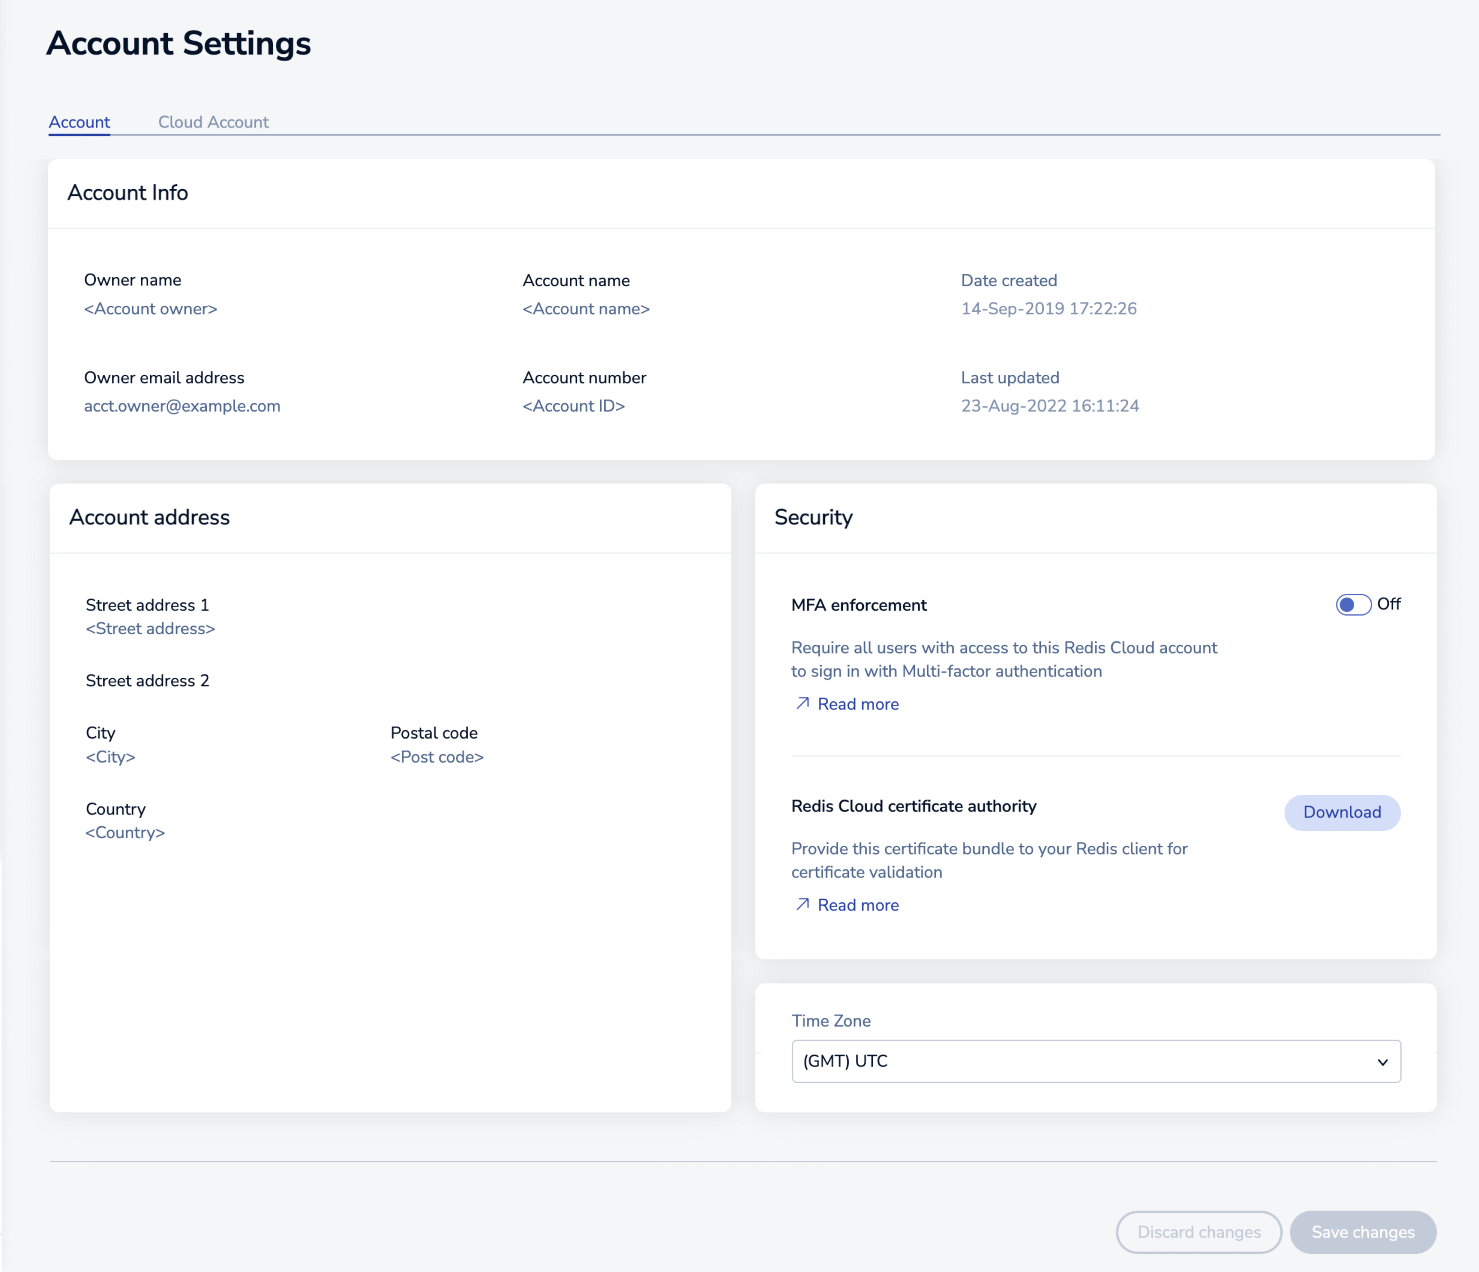 Account Settings
Account
Cloud Account
Account Info
Owner name
<Account owner>
Account name
<Account name>
Date created
14-Sep-2019 17:22:26
Owner email address
acct.owner@example.com
Account number
<Account ID>
Last updated
23-Aug-2022 16:11:24
Account address
Street address 1
<Street address>
Street address 2
City
<City>
Postal code
<Post code>
Country
<Country>
Security
MFA enforcement
Off
Require all users with access to this Redis Cloud account
to sign in with Multi-factor authentication
Read more
Redis Cloud certificate authority
Download
Provide this certificate bundle to your Redis client for
certificate validation
Read more
Time Zone
(GMT) UTC
Discard changes
Save changes